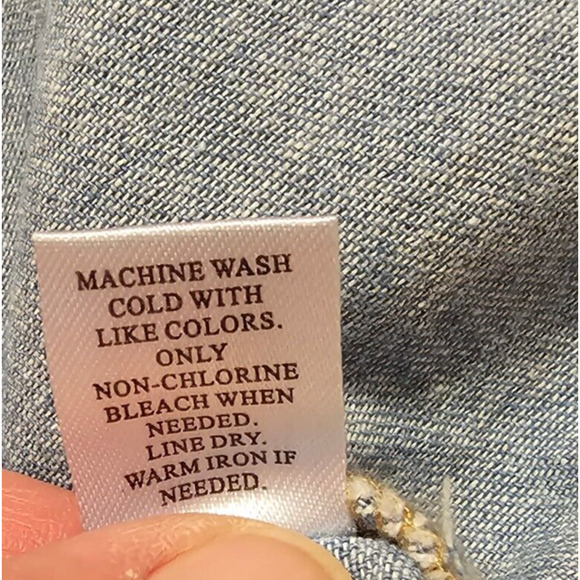 MACHINE WASH
COLD WITH
LIKE COLORS.
ONLY
NON-CHLORINE
BLEACH WHEN
NEEDED.
LINE DRY.
WARM IRON IF
NEEDED.